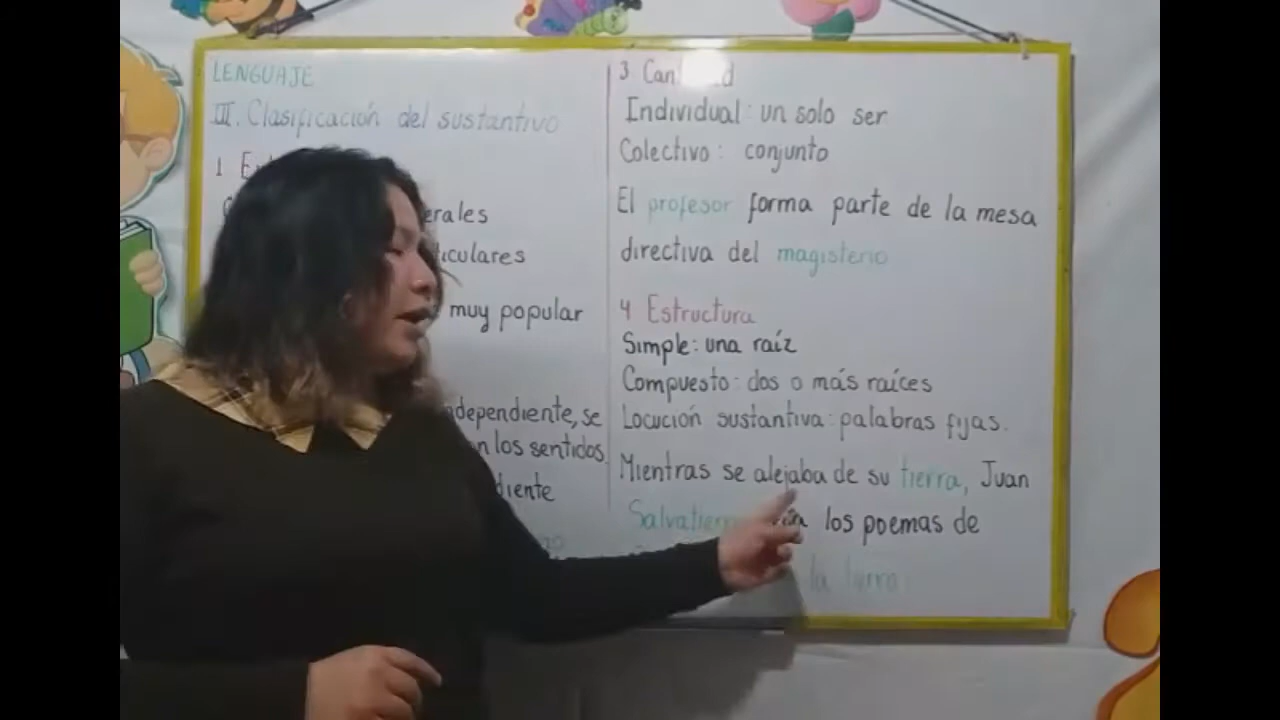 LENGUAJE
III. Clasificación del sustantivo
1
erales
ticulares
muy popular
ndependiente, se
n los sentidos.
diente
3 Can d
Individual: un solo ser
Colectivo: conjunto
El profesor forma parte de la mesa
directiva del magisterio
4 Estructura
Simple: una raíz
Compuesto: dos o más raíces
Locución sustantiva: palabras fijas.
Mientras se alejaba de su tierra, Juan
Salvatierra los poemas de
la tierra